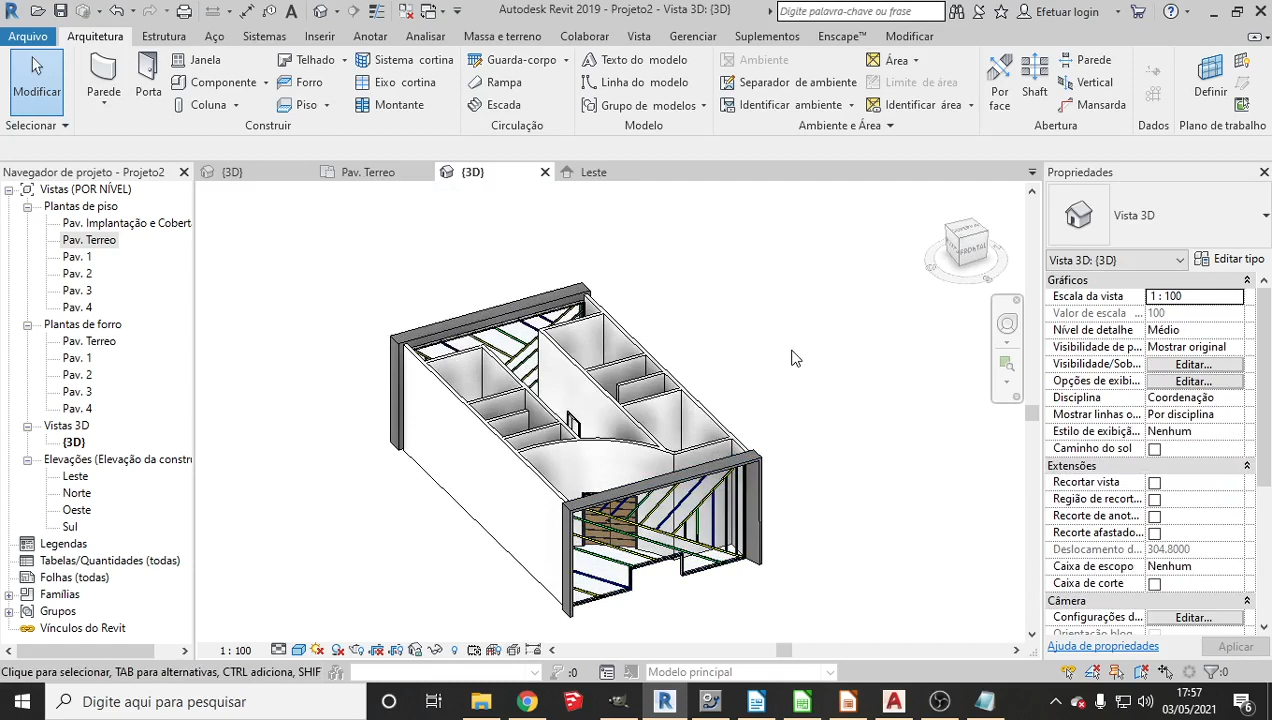 Autodesk Revit 2019 - Projeto2 - Vista 3D: {3D}
Digite palavra-chave ou frase
Efetuar login
Arquivo Arquitetura Estrutura Aço Sistemas Inserir Anotar Analisar Massa e terreno Colaborar Vista Gerenciar Suplementos Enscape™ Modificar
Modificar
Selecionar
Parede
Porta
Janela
Componente
Coluna
Telhado
Forro
Piso
Sistema cortina
Eixo cortina
Montante
Construir
Guarda-corpo
Rampa
Escada
Circulação
Texto do modelo
Linha do modelo
Grupo de modelos
Modelo
Ambiente
Separador de ambiente
Identificar ambiente
Área
Limite de área
Identificar área
Ambiente e Área
Por face
Shaft
Parede
Vertical
Mansarda
Abertura
Dados
Definir
Plano de trabalho
Navegador de projeto - Projeto2
{3D}
Pav. Terreo
{3D}
Leste
Vistas (POR NÍVEL)
Plantas de piso
Pav. Implantação e Cobert
Pav. Terreo
Pav. 1
Pav. 2
Pav. 3
Pav. 4
Plantas de forro
Pav. Terreo
Pav. 1
Pav. 2
Pav. 3
Pav. 4
Vistas 3D
{3D}
Elevações (Elevação da constru
Leste
Norte
Oeste
Sul
Legendas
Tabelas/Quantidades (todas)
Folhas (todas)
Famílias
Grupos
Vínculos do Revit
FRONTAL
Propriedades
Vista 3D
Vista 3D: {3D}
Editar tipo
Gráficos
Escala da vista 1 : 100
Valor de escala ... 100
Nível de detalhe Médio
Visibilidade de p... Mostrar original
Visibilidade/Sob... Editar...
Opções de exibi... Editar...
Disciplina Coordenação
Mostrar linhas o... Por disciplina
Estilo de exibiçã... Nenhum
Caminho do sol
Extensões
Recortar vista
Região de recort...
Recorte de anot...
Recorte afastado...
Deslocamento d... 304.8000
Caixa de escopo Nenhum
Caixa de corte
Câmera
Configurações d... Editar...
Ajuda de propriedades
Aplicar
1 : 100
Clique para selecionar, TAB para alternativas, CTRL adiciona, SHIF
:0
Modelo principal
:0
Digite aqui para pesquisar
17:57
03/05/2021
6